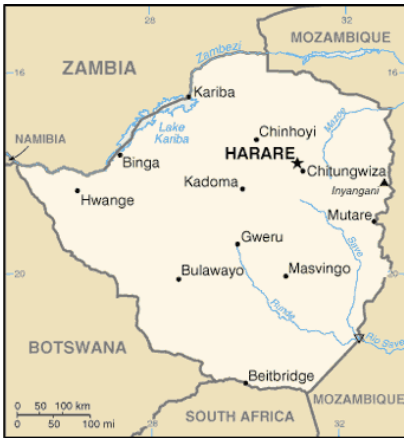 28
32
MOZAMBIQUE
Zambezi
16
16
ZAMBIA
Kariba
Lake
Kariba
Mazoe
Chinhoyi
HARARE
NAMIBIA
Binga
Chitungwiza
Inyangani
Kadoma
Hwange
Mutare
Gweru
Save
20
20
Bulawayo
Masvingo
Runde
Rio Save
BOTSWANA
Beitbridge
MOZAMBIQUE
0 50 100 km
0 50 100 mi
SOUTH AFRICA
28
32